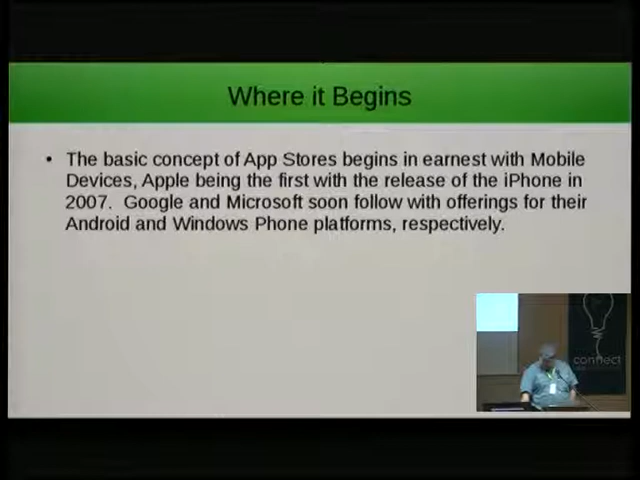 Where it Begins
• The basic concept of App Stores begins in earnest with Mobile
Devices, Apple being the first with the release of the iPhone in
2007. Google and Microsoft soon follow with offerings for their
Android and Windows Phone platforms, respectively.
connect